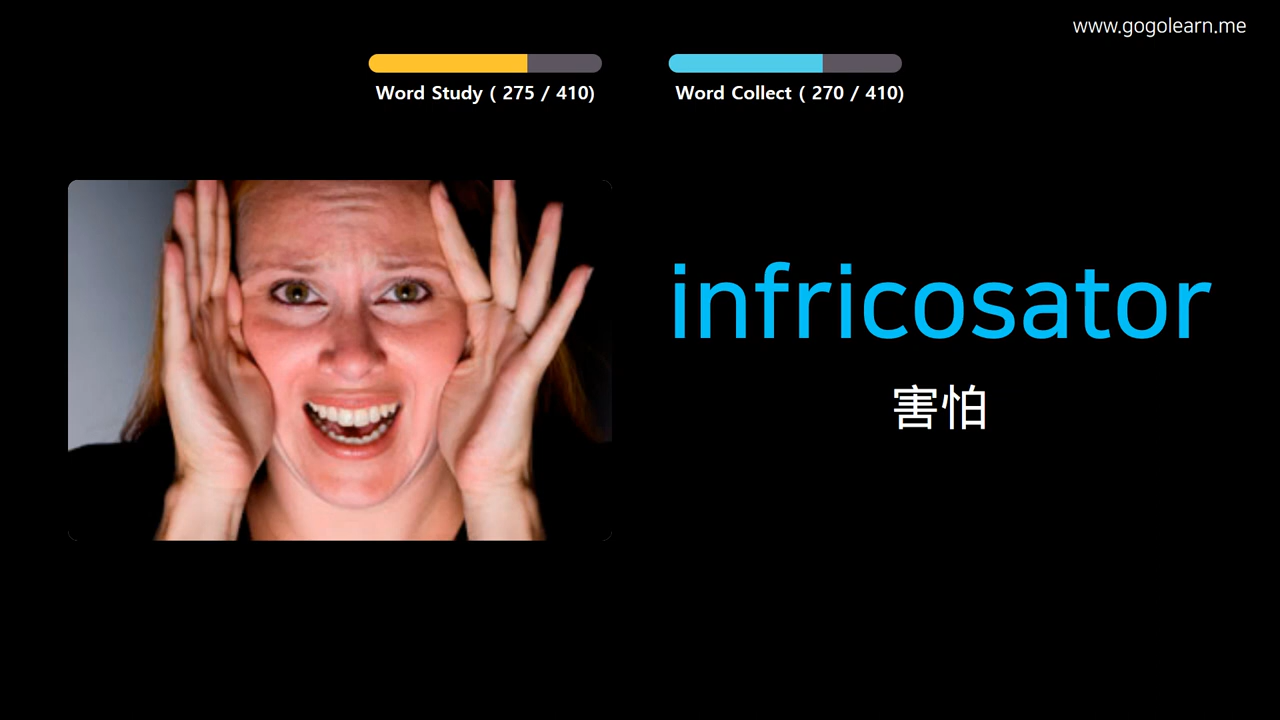 www.gogolearn.me
Word Study ( 275 / 410)
Word Collect ( 270 / 410)
infricosator
害怕